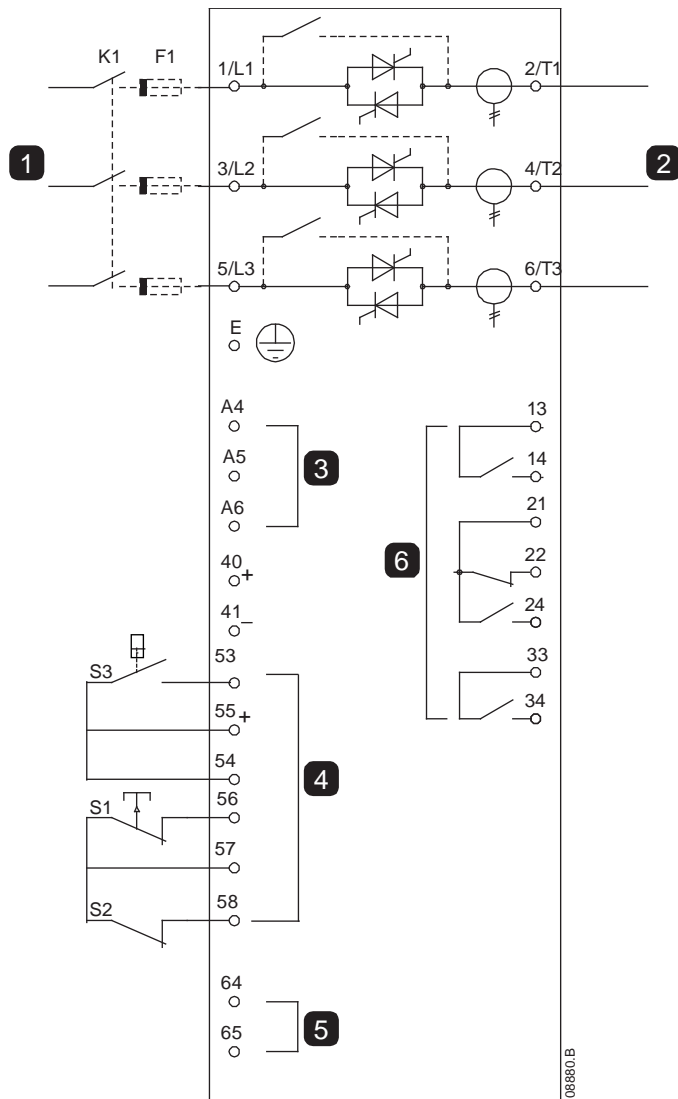 K1 F1
1/L1 2/T1
1 3/L2 4/T2 2
5/L3 6/T3
E
A4 13
A5 3 14
A6 21
40 + 6 22
41 – 24
S3 53 33
55 + 34
54 4
S1 56
57
S2 58
64
65 5
08880.B